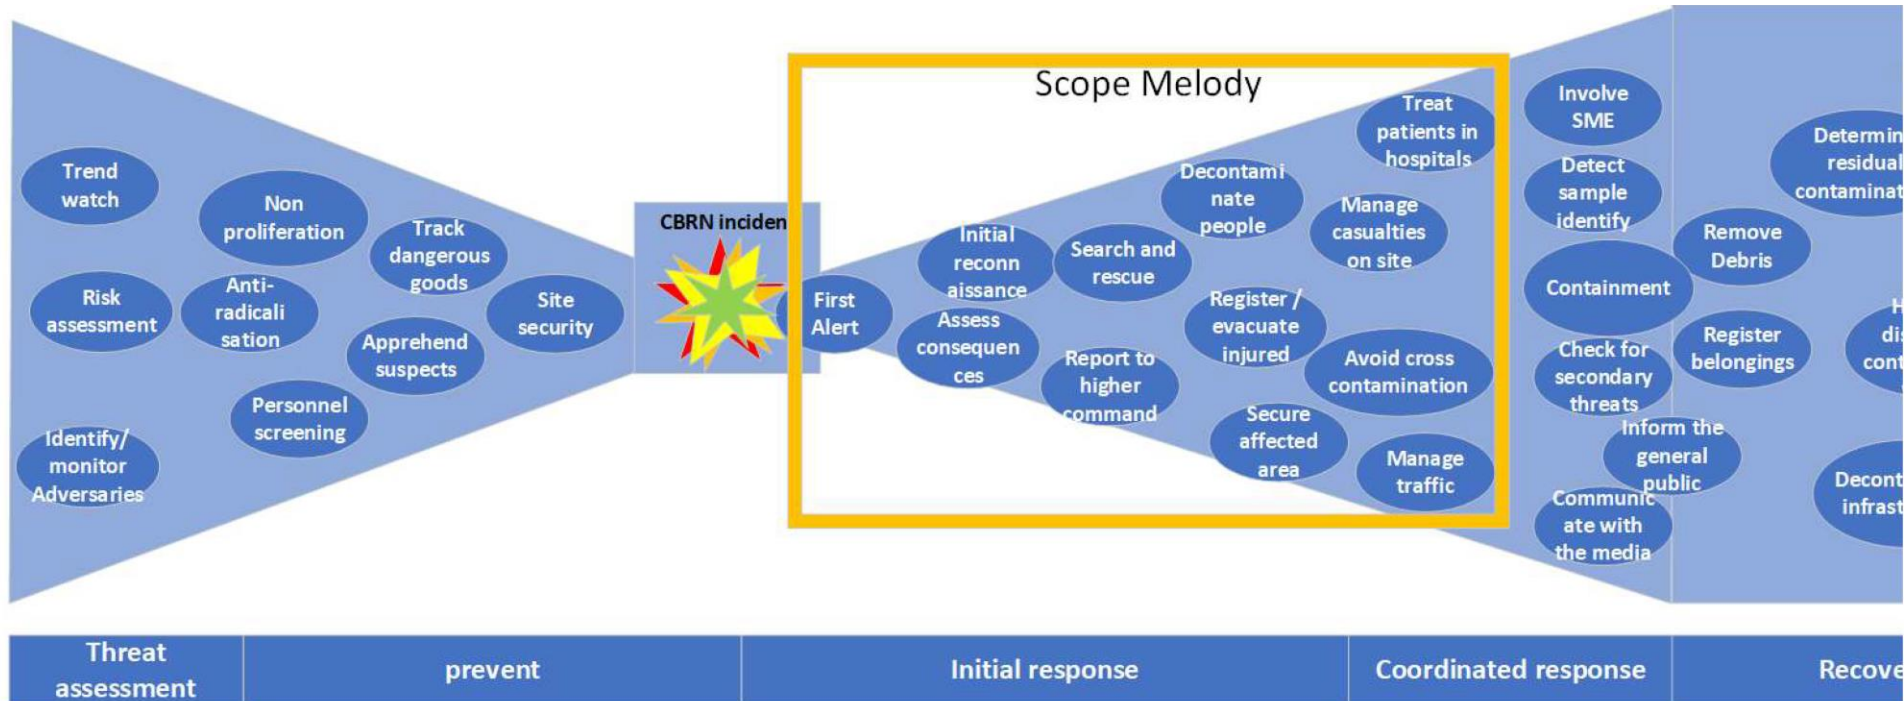 Scope Melody
Trend
watch
Risk
assessment
Identify/
monitor
Adversaries
Non
proliferation
Anti-
radicali
sation
Personnel
screening
Track
dangerous
goods
Apprehend
suspects
Site
security
CBRN inciden
First
Alert
Initial
reconn
aissance
Assess
consequen
ces
Search and
rescue
Report to
higher
command
Decontami
nate
people
Register /
evacuate
injured
Secure
affected
area
Treat
patients in
hospitals
Manage
casualties
on site
Avoid cross
contamination
Manage
traffic
Involve
SME
Detect
sample
identify
Containment
Check for
secondary
threats
Inform the
general
public
Communic
ate with
the media
Remove
Debris
Register
belongings
Determin
residual
contaminat
H
dis
cont
Decont
infrast
Threat
assessment
prevent
Initial response
Coordinated response
Recove